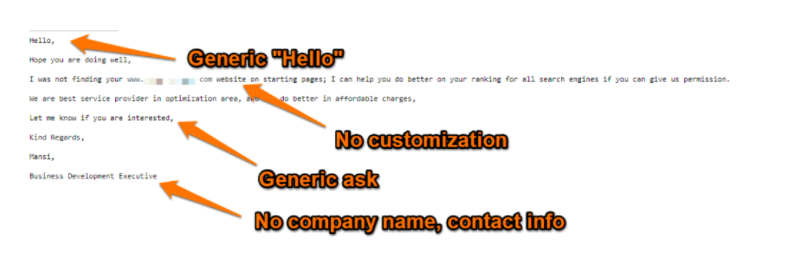 Hello,
Generic "Hello"
Hope you are doing well,
I was not finding your www. com website on starting pages; I can help you do better on your ranking for all search engines if you can give us permission.
We are best service provider in optimization area, do better in affordable charges,
No customization
Let me know if you are interested,
Generic ask
Kind Regards,
Mansi,
Business Development Executive
No company name, contact info